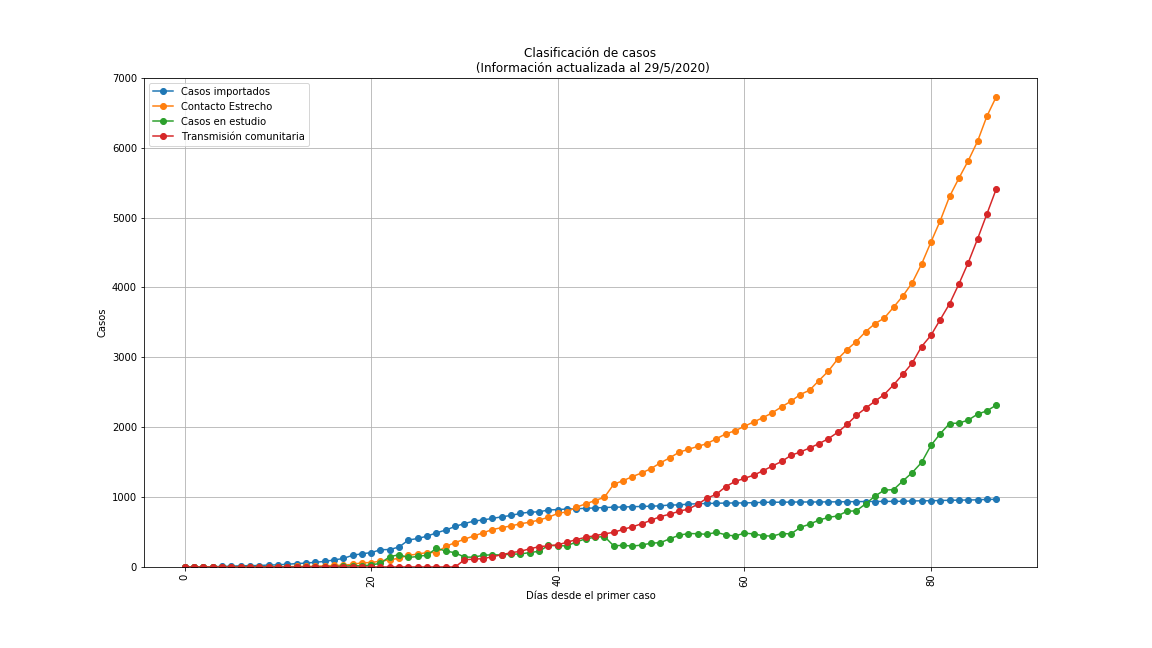 Clasificación de casos
(Información actualizada al 29/5/2020)
Casos importados
Contacto Estrecho
Casos en estudio
Transmisión comunitaria
7000
6000
5000
4000
3000
2000
1000
0
Casos
0
20
40
60
80
Días desde el primer caso